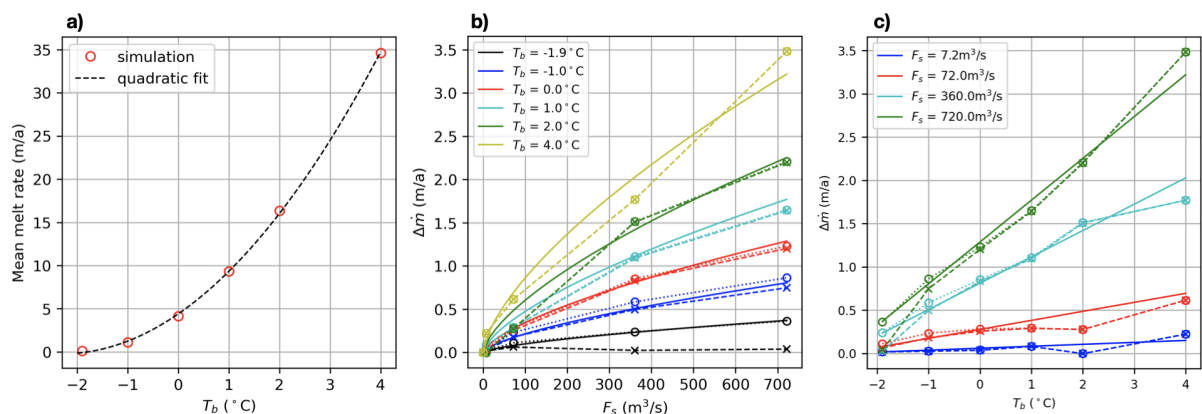 a)
35
30
25
20
15
10
5
0
Mean melt rate (m/a)
simulation
quadratic fit
−2 −1 0 1 2 3 4
T_b (°C)
b)
3.5
3.0
2.5
2.0
1.5
1.0
0.5
0.0
Δṁ (m/a)
T_b = -1.9°C
T_b = -1.0°C
T_b = 0.0°C
T_b = 1.0°C
T_b = 2.0°C
T_b = 4.0°C
0 100 200 300 400 500 600 700
F_s (m³/s)
c)
3.5
3.0
2.5
2.0
1.5
1.0
0.5
0.0
Δṁ (m/a)
F_s = 7.2m³/s
F_s = 72.0m³/s
F_s = 360.0m³/s
F_s = 720.0m³/s
−2 −1 0 1 2 3 4
T_b (°C)